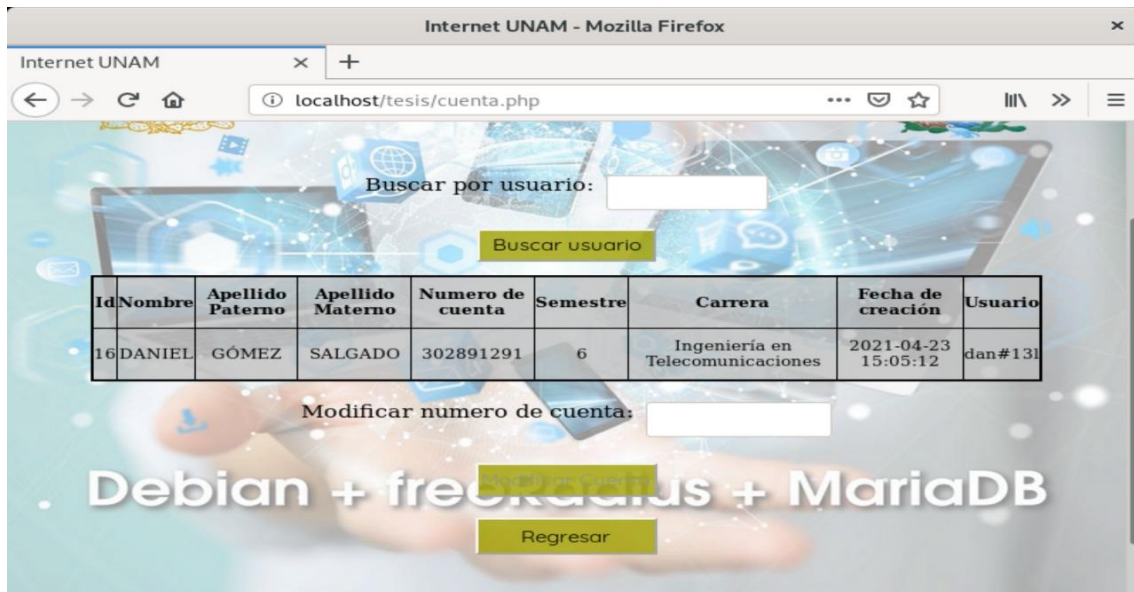 Internet UNAM - Mozilla Firefox
Internet UNAM
localhost/tesis/cuenta.php
Buscar por usuario:
Buscar usuario
Id Nombre Apellido Paterno Apellido Materno Numero de cuenta Semestre Carrera Fecha de creación Usuario
16 DANIEL GÓMEZ SALGADO 302891291 6 Ingeniería en Telecomunicaciones 2021-04-23 15:05:12 dan#13l
Modificar numero de cuenta:
Modificar Cuenta
Debian + freeRadius + MariaDB
Regresar